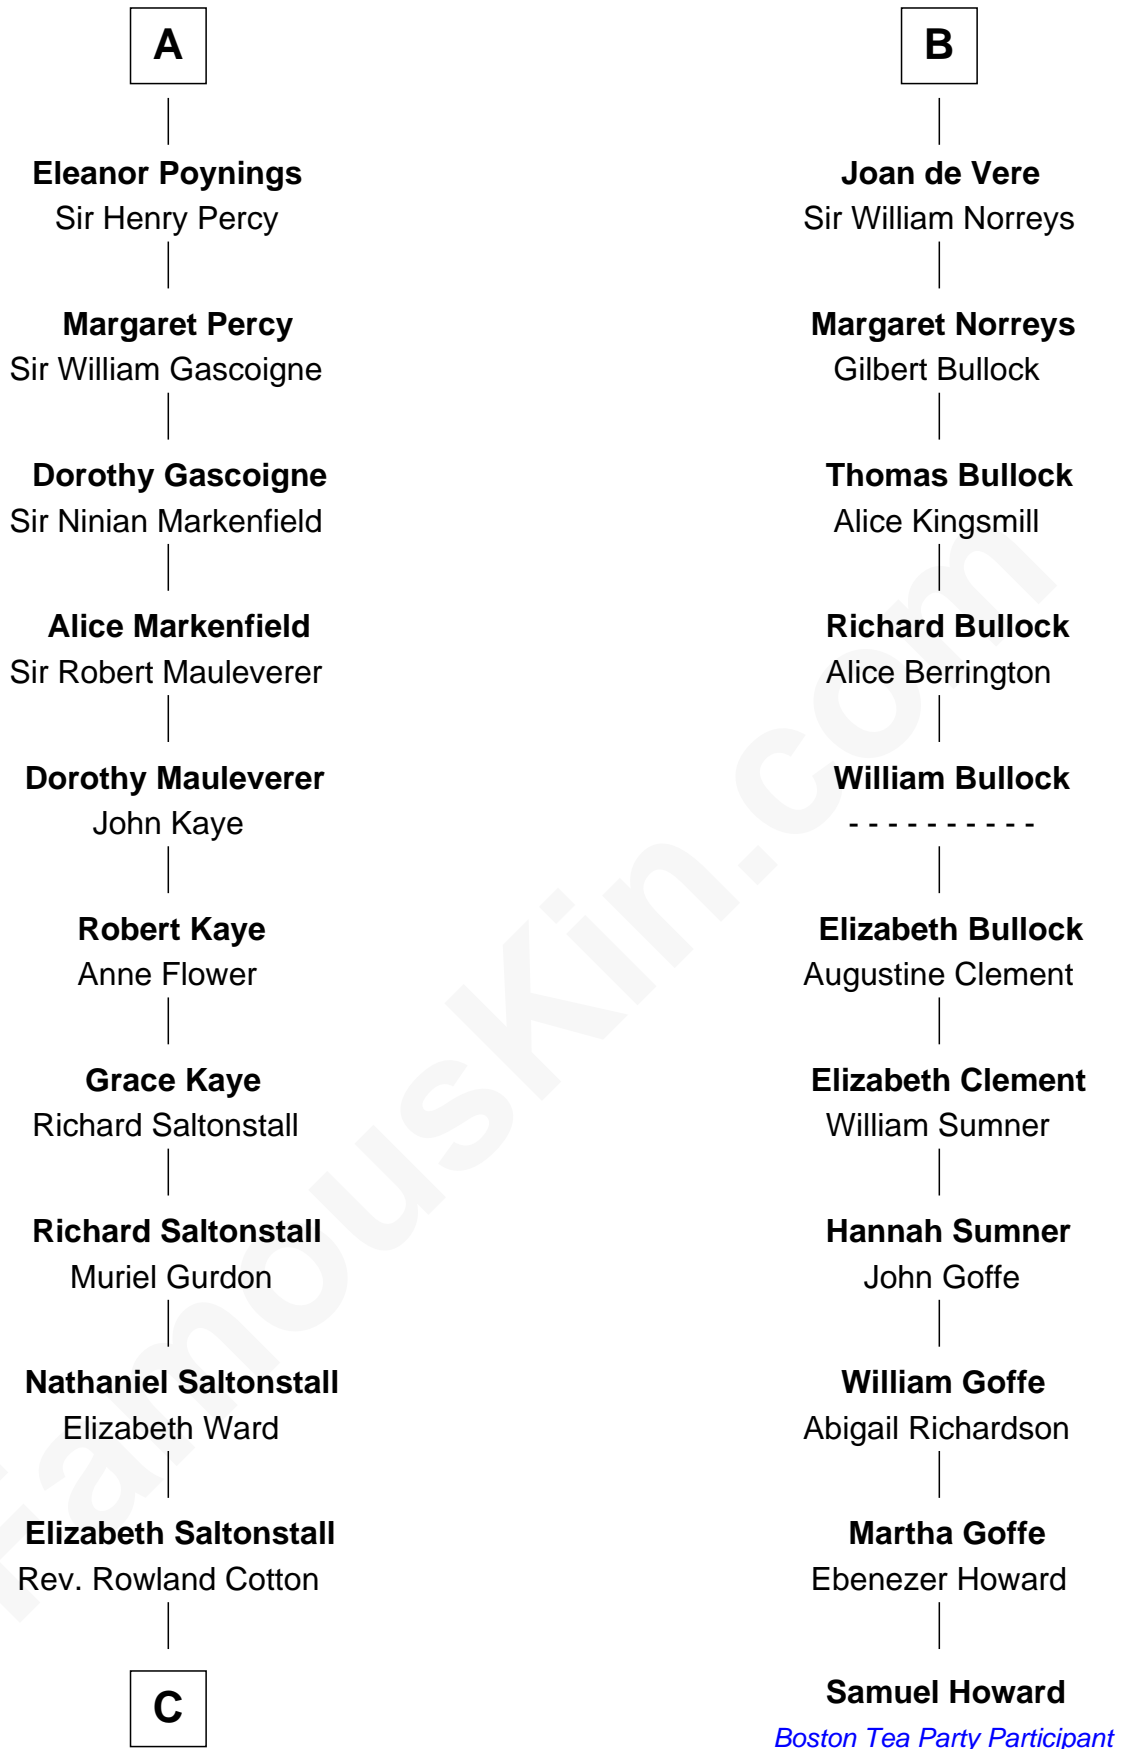 A
Eleanor Poynings
Sir Henry Percy
Margaret Percy
Sir William Gascoigne
Dorothy Gascoigne
Sir Ninian Markenfield
Alice Markenfield
Sir Robert Mauleverer
Dorothy Mauleverer
John Kaye
Robert Kaye
Anne Flower
Grace Kaye
Richard Saltonstall
Richard Saltonstall
Muriel Gurdon
Nathaniel Saltonstall
Elizabeth Ward
Elizabeth Saltonstall
Rev. Rowland Cotton
C
B
Joan de Vere
Sir William Norreys
Margaret Norreys
Gilbert Bullock
Thomas Bullock
Alice Kingsmill
Richard Bullock
Alice Berrington
William Bullock
- - - - - - - - - -
Elizabeth Bullock
Augustine Clement
Elizabeth Clement
William Sumner
Hannah Sumner
John Goffe
William Goffe
Abigail Richardson
Martha Goffe
Ebenezer Howard
Samuel Howard
Boston Tea Party Participant
FamousKin.com